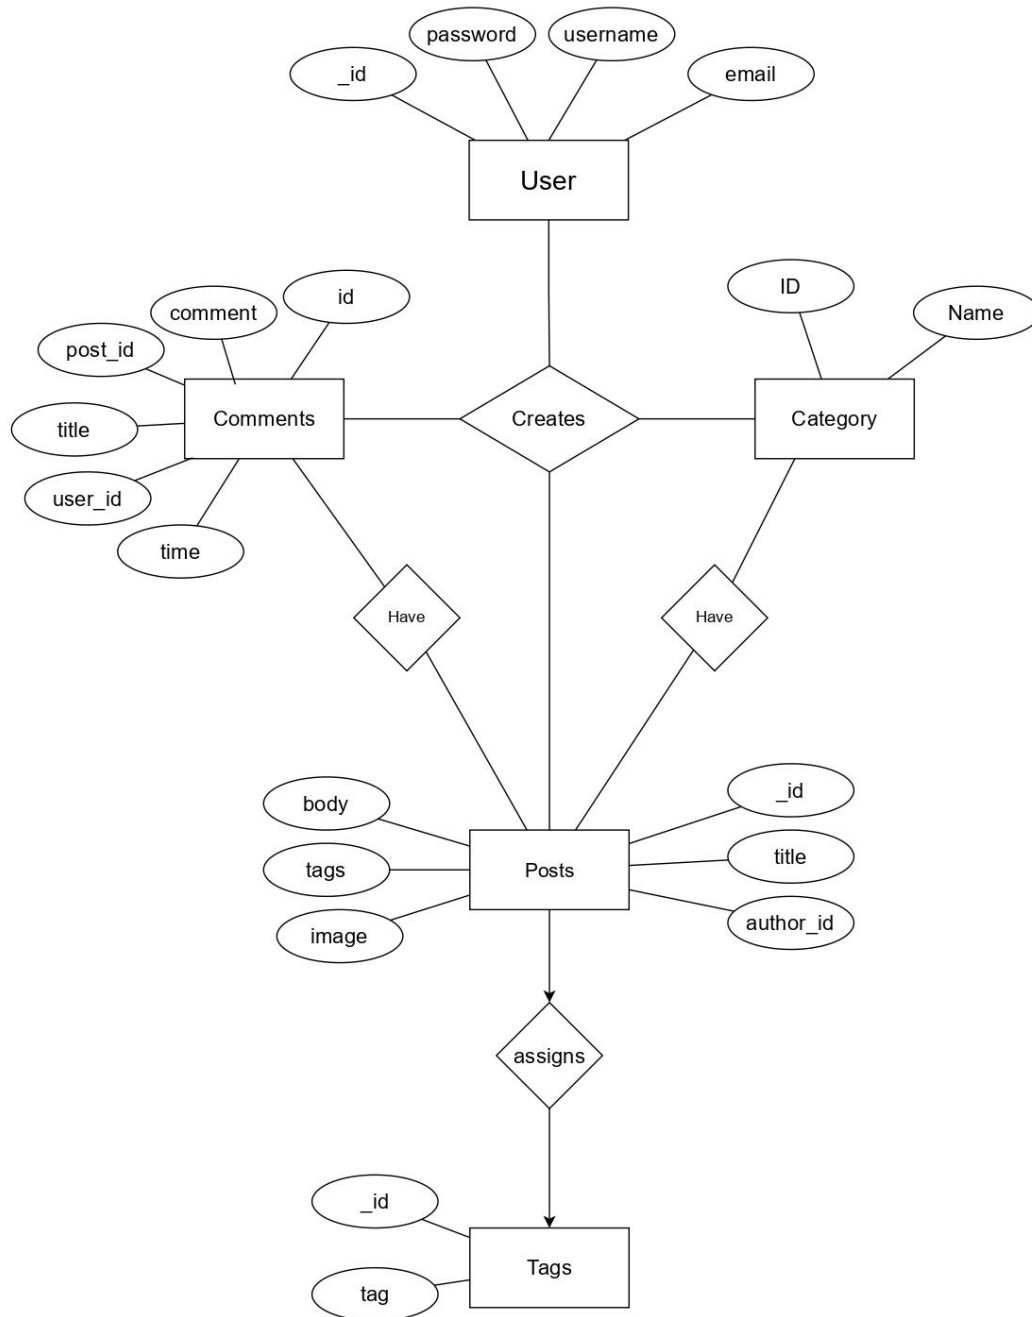 password
username
_id
email
User
ID
id
comment
Name
post_id
Comments
Creates
Category
title
user_id
time
Have
Have
_id
body
title
tags
Posts
author_id
image
assigns
_id
Tags
tag